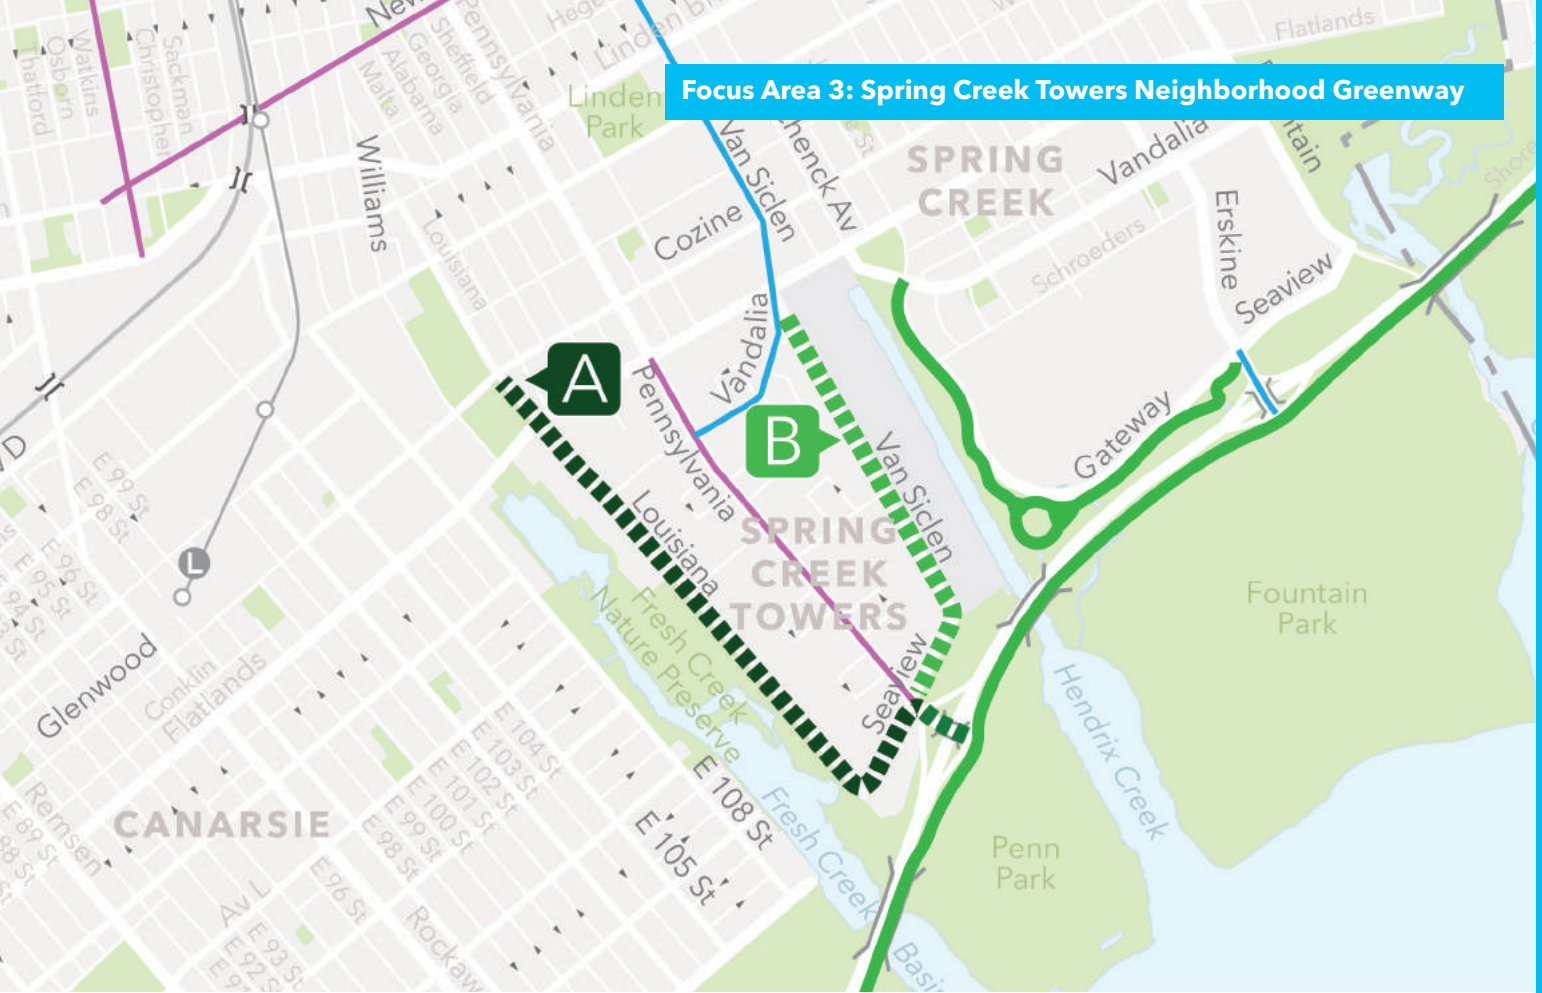 Focus Area 3: Spring Creek Towers Neighborhood Greenway
New
Pennsylvania
Linden B
Flatlands
Thatford
Osborn
Watkins
Christopher
Sackman
Malta
Alabama
Georgia
Sheffield
Linden
Park
Williams
Louisiana
Van Siclen
Cozine
SPRING
CREEK
Vandalia
Schroeders
Erskine
Seaview
Shore
Vandalia
A
Pennsylvania
B
Van Siclen
Gateway
Louisiana
SPRING
CREEK
TOWERS
Seaview
Fresh Creek
Nature Preserve
Fountain
Park
Hendrix Creek
Penn
Park
Fresh Creek
Basin
L
E 99 St
E 98 St
E 96 St
E 95 St
E 94 St
Glenwood
Conklin
Flatlands
CANARSIE
Remsen
E 89 St
E 104 St
E 103 St
E 102 St
E 101 St
E 100 St
E 99 St
E 98 St
E 96 St
E 108 St
E 105 St
Av L
E 93 St
E 92 St
Rockaw